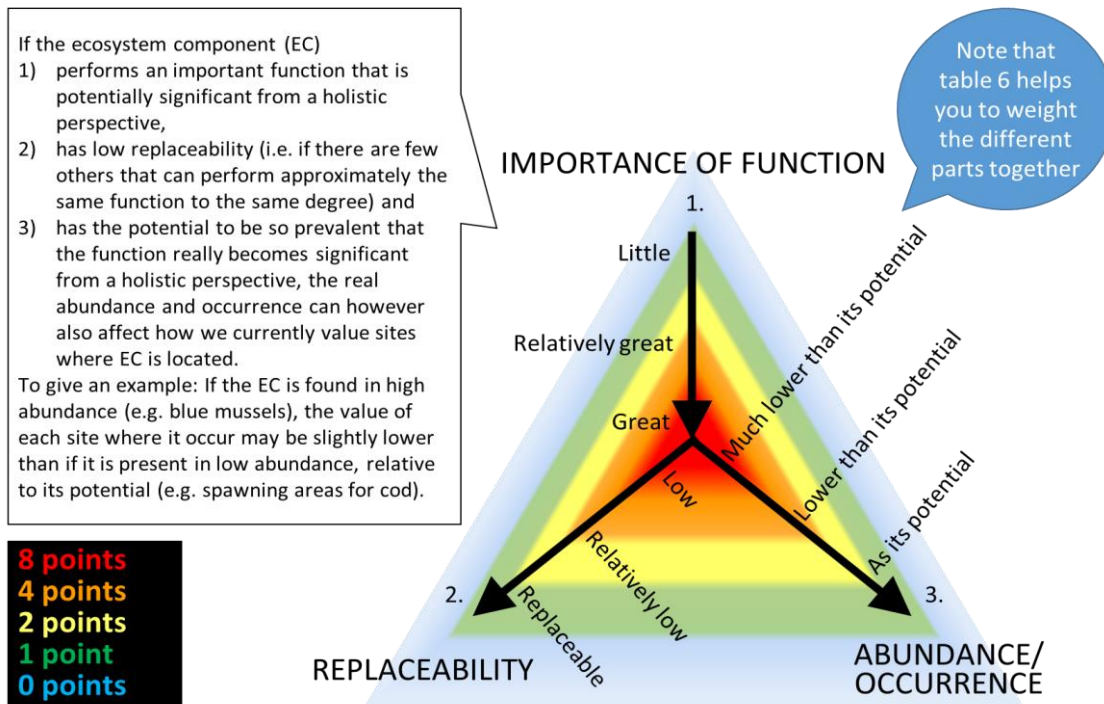 If the ecosystem component (EC)
1) performs an important function that is
potentially significant from a holistic
perspective,
2) has low replaceability (i.e. if there are few
others that can perform approximately the
same function to the same degree) and
3) has the potential to be so prevalent that
the function really becomes significant
from a holistic perspective, the real
abundance and occurrence can however
also affect how we currently value sites
where EC is located.
To give an example: If the EC is found in high
abundance (e.g. blue mussels), the value of
each site where it occur may be slightly lower
than if it is present in low abundance, relative
to its potential (e.g. spawning areas for cod).
Note that
table 6 helps
you to weight
the different
parts together
IMPORTANCE OF FUNCTION
1.
Little
Relatively great
Great
Much lower than its potential
Lower than its potential
As its potential
Low
Relatively low
Replaceable
2.
3.
REPLACEABILITY
ABUNDANCE/
OCCURRENCE
8 points
4 points
2 points
1 point
0 points